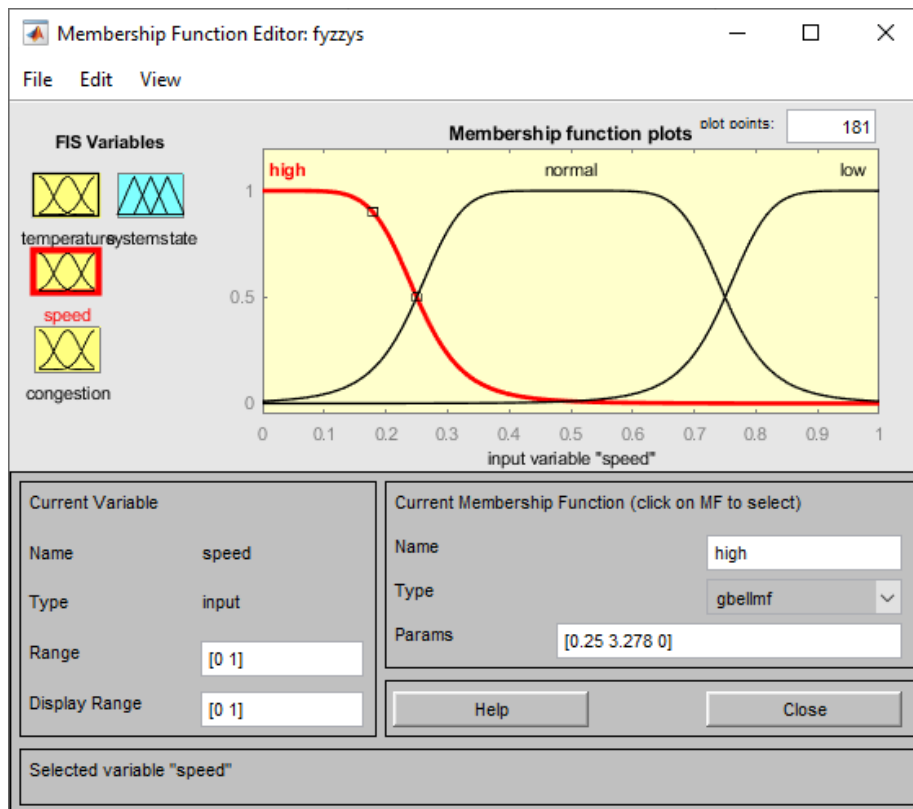 Membership Function Editor: fyzzys
File Edit View
FIS Variables
temperature
systemstate
speed
congestion
Membership function plots
plot points:
181
high
normal
low
1
0.5
0
0 0.1 0.2 0.3 0.4 0.5 0.6 0.7 0.8 0.9 1
input variable "speed"
Current Variable
Name speed
Type input
Range [0 1]
Display Range [0 1]
Current Membership Function (click on MF to select)
Name high
Type gbellmf
Params [0.25 3.278 0]
Help Close
Selected variable "speed"